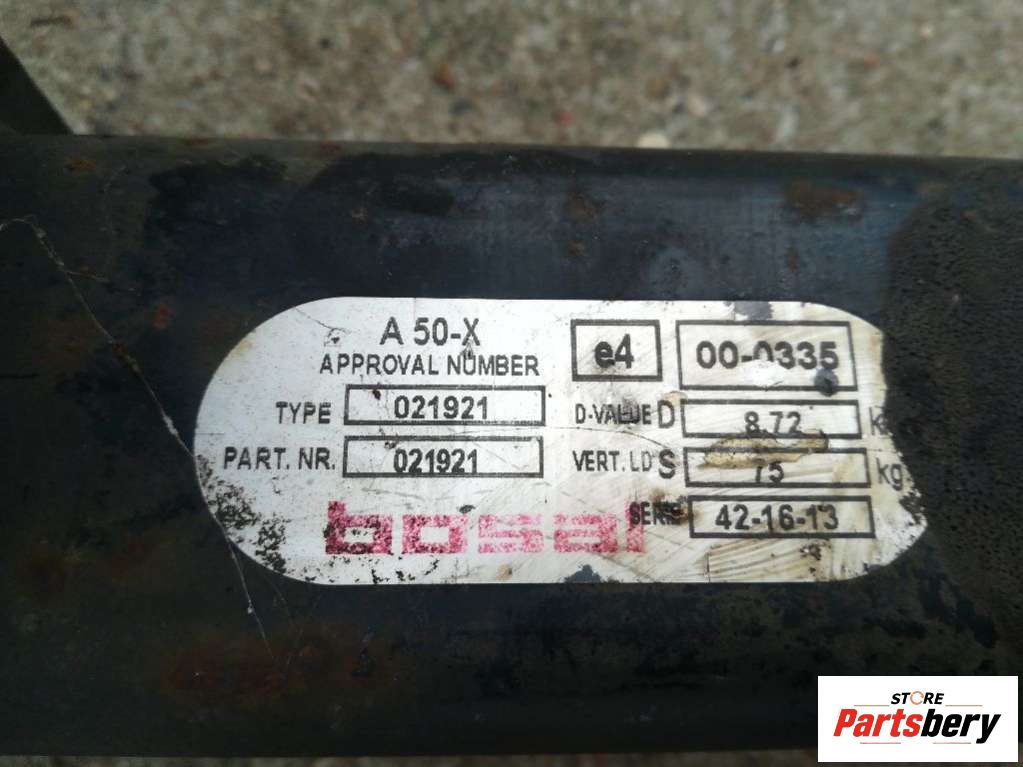 A 50-X
APPROVAL NUMBER
e4 00-0335
TYPE 021921
D-VALUE D 8.72
PART. NR. 021921
VERT. LD S 75 kg
bosal
SERIE 42-16-13
STORE
Partsbery